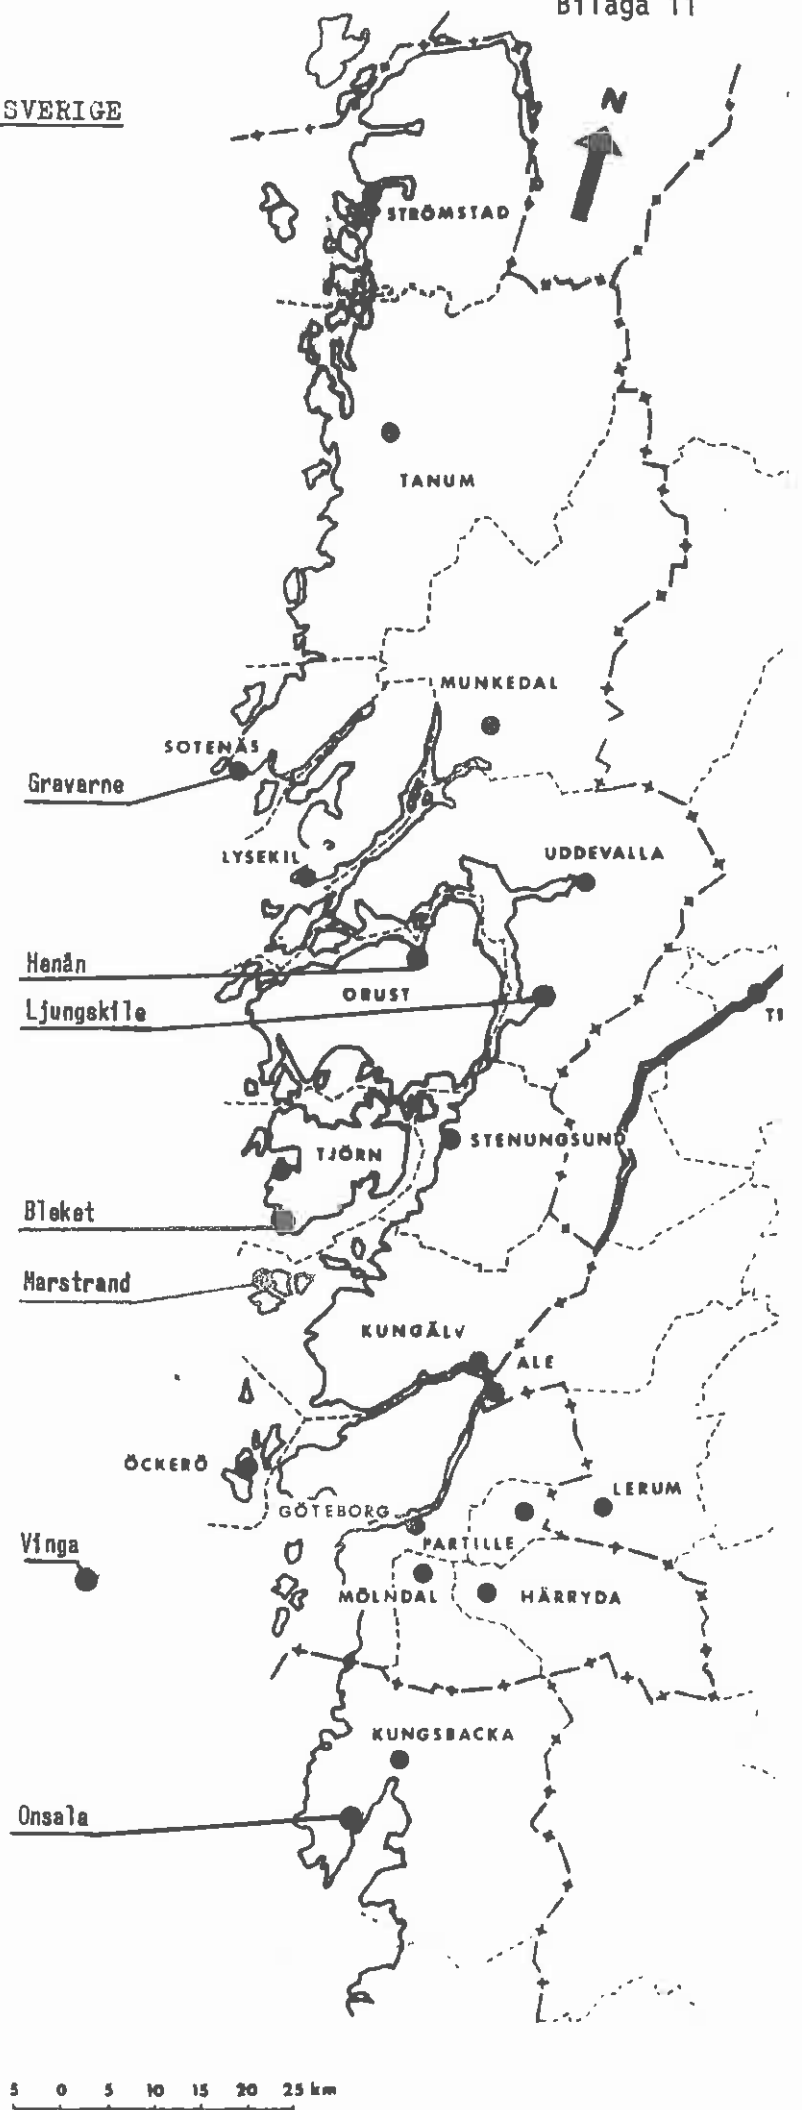 Bilaga 11
SVERIGE
N
STRÖMSTAD
TANUM
MUNKEDAL
SOTENÄS
Gravarne
LYSEKIL
UDDEVALLA
Henån
ORUST
Ljungskile
TJÖRN
STENUNGSUND
Blekat
Marstrand
KUNGÄLV
ALE
ÖCKERÖ
LERUM
GÖTEBORG
Vinga
PARTILLE
MÖLNDAL
HÄRRYDA
KUNGSBACKA
Onsala
5 0 5 10 15 20 25 km